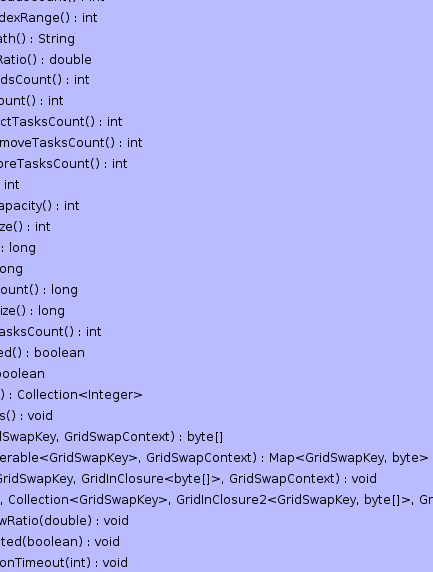 dexRange() : int
ath() : String
Ratio() : double
dsCount() : int
ount() : int
ctTasksCount() : int
moveTasksCount() : int
oreTasksCount() : int
int
apacity() : int
ze() : int
: long
ong
ount() : long
ize() : long
asksCount() : int
ed() : boolean
boolean
) : Collection<Integer>
s() : void
lSwapKey, GridSwapContext) : byte[]
erable<GridSwapKey>, GridSwapContext) : Map<GridSwapKey, byte>
GridSwapKey, GridInClosure<byte[]>, GridSwapContext) : void
, Collection<GridSwapKey>, GridInClosure2<GridSwapKey, byte[]>, Gr
wRatio(double) : void
ted(boolean) : void
onTimeout(int) : void